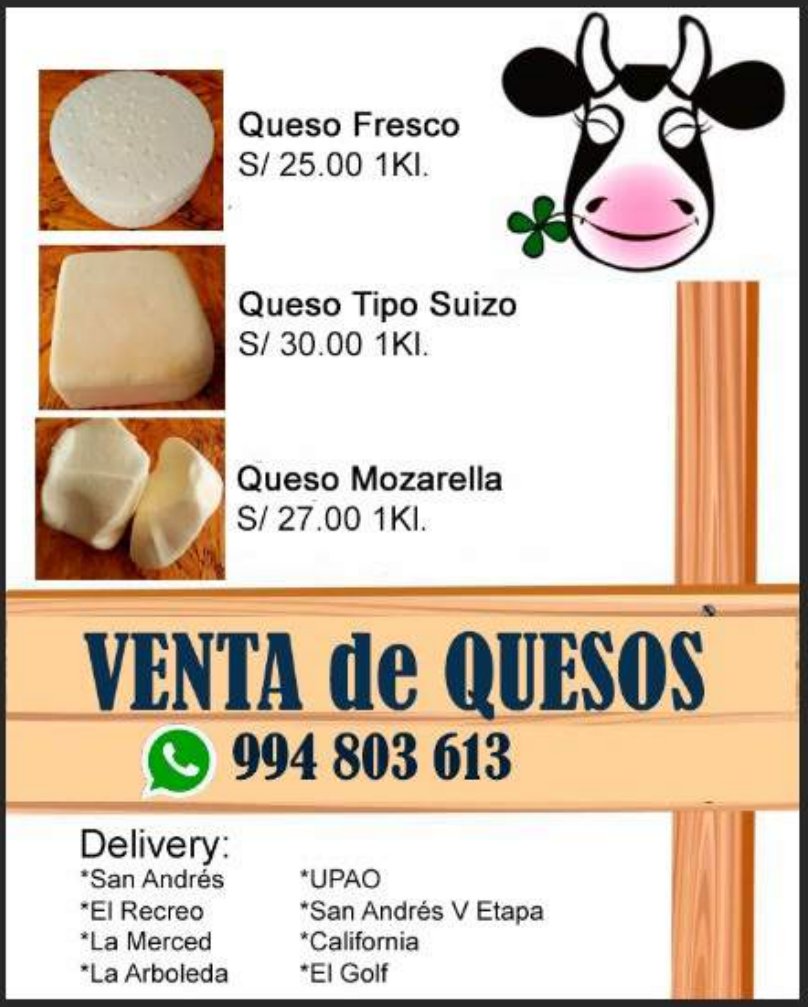 Queso Fresco
S/ 25.00 1Kl.
Queso Tipo Suizo
S/ 30.00 1Kl.
Queso Mozarella
S/ 27.00 1Kl.
VENTA de QUESOS
994 803 613
Delivery:
*San Andrés
*El Recreo
*La Merced
*La Arboleda
*UPAO
*San Andrés V Etapa
*California
*El Golf